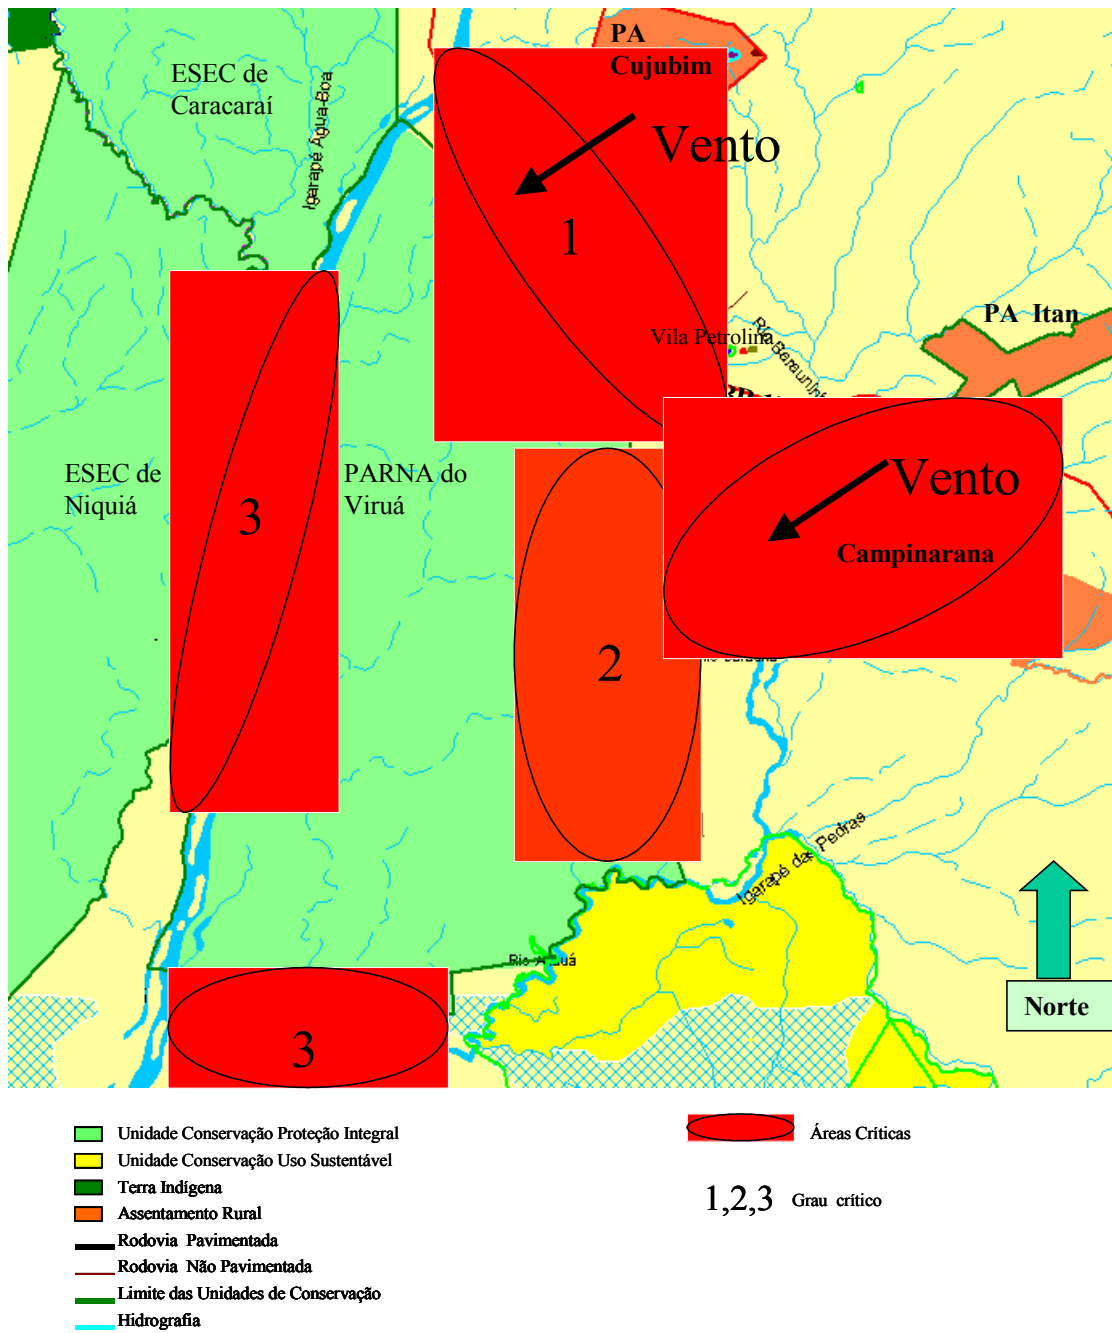 PA
Cujubim
ESEC de
Caracaraí
Igarapé Água Boa
Vento
1
PA Itan
Vila Petrolina
ESEC de
Niquiá
PARNA do
Viruá
3
Vento
Campinarana
2
Igarapé das Pedras
3
Norte
Unidade Conservação Proteção Integral
Unidade Conservação Uso Sustentável
Terra Indígena
Assentamento Rural
Rodovia Pavimentada
Rodovia Não Pavimentada
Limite das Unidades de Conservação
Hidrografia
Áreas Críticas
1,2,3 Grau crítico